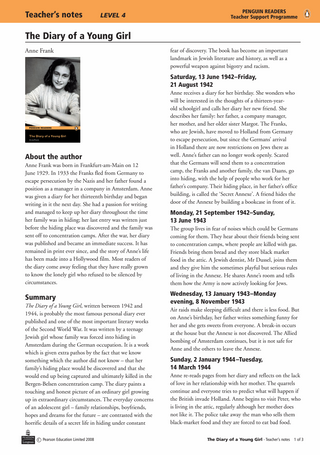 Teacher's notes LEVEL 4
PENGUIN READERS
Teacher Support Programme
The Diary of a Young Girl
Anne Frank
About the author
Anne Frank was born in Frankfurt-am-Main on 12
June 1929. In 1933 the Franks fled from Germany to
escape persecution by the Nazis and her father found a
position as a manager in a company in Amsterdam. Anne
was given a diary for her thirteenth birthday and began
writing in it the next day. She had a passion for writing
and managed to keep up her diary throughout the time
her family was in hiding: her last entry was written just
before the hiding place was discovered and the family was
sent off to concentration camps. After the war, her diary
was published and became an immediate success. It has
remained in print ever since, and the story of Anne's life
has been made into a Hollywood film. Most readers of
the diary come away feeling that they have really grown
to know the lonely girl who refused to be silenced by
circumstances.
Summary
The Diary of a Young Girl, written between 1942 and
1944, is probably the most famous personal diary ever
published and one of the most important literary works
of the Second World War. It was written by a teenage
Jewish girl whose family was forced into hiding in
Amsterdam during the German occupation. It is a work
which is given extra pathos by the fact that we know
something which the author did not know – that her
family's hiding place would be discovered and that she
would end up being captured and ultimately killed in the
Bergen-Belsen concentration camp. The diary paints a
touching and honest picture of an ordinary girl growing
up in extraordinary circumstances. The everyday concerns
of an adolescent girl – family relationships, boyfriends,
hopes and dreams for the future – are contrasted with the
horrific details of a secret life in hiding under constant
fear of discovery. The book has become an important
landmark in Jewish literature and history, as well as a
powerful weapon against bigotry and racism.
Saturday, 13 June 1942–Friday,
21 August 1942
Anne receives a diary for her birthday. She wonders who
will be interested in the thoughts of a thirteen-year-
old schoolgirl and calls her diary her new friend. She
describes her family: her father, a company manager,
her mother, and her older sister Margot. The Franks,
who are Jewish, have moved to Holland from Germany
to escape persecution, but since the Germans' arrival
in Holland there are now restrictions on Jews there as
well. Anne's father can no longer work openly. Scared
that the Germans will send them to a concentration
camp, the Franks and another family, the van Daans, go
into hiding, with the help of people who work for her
father's company. Their hiding place, in her father's office
building, is called the 'Secret Annexe'. A friend hides the
door of the Annexe by building a bookcase in front of it.
Monday, 21 September 1942–Sunday,
13 June 1943
The group lives in fear of noises which could be Germans
coming for them. They hear about their friends being sent
to concentration camps, where people are killed with gas.
Friends bring them bread and they store black market
food in the attic. A Jewish dentist, Mr Dussel, joins them
and they give him the sometimes playful but serious rules
of living in the Annexe. He shares Anne's room and tells
them how the Army is now actively looking for Jews.
Wednesday, 13 January 1943–Monday
evening, 8 November 1943
Air raids make sleeping difficult and there is less food. But
on Anne's birthday, her father writes something funny for
her and she gets sweets from everyone. A break-in occurs
at the house but the Annexe is not discovered. The Allied
bombing of Amsterdam continues, but it is not safe for
Anne and the others to leave the Annexe.
Sunday, 2 January 1944–Tuesday,
14 March 1944
Anne re-reads pages from her diary and reflects on the lack
of love in her relationship with her mother. The quarrels
continue and everyone tries to predict what will happen if
the British invade Holland. Anne begins to visit Peter, who
is living in the attic, regularly although her mother does
not like it. The police take away the man who sells them
black-market food and they are forced to eat bad food.
© Pearson Education Limited 2008
The Diary of a Young Girl - Teacher's notes 1 of 3